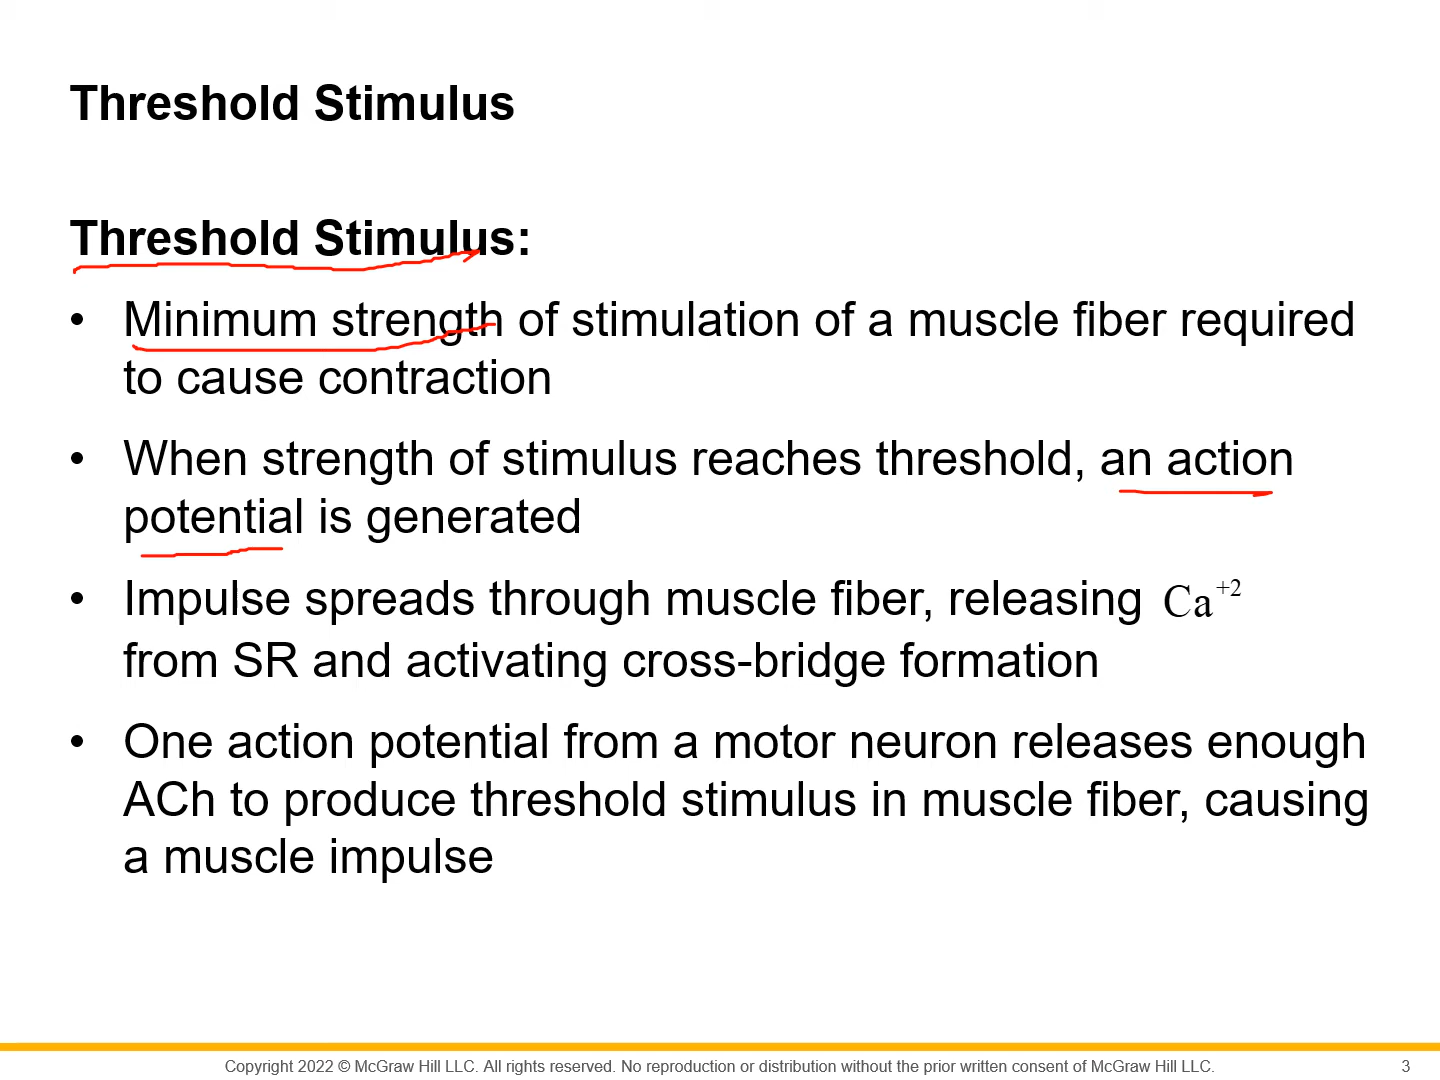 Threshold Stimulus
Threshold Stimulus:
• Minimum strength of stimulation of a muscle fiber required
to cause contraction
• When strength of stimulus reaches threshold, an action
potential is generated
• Impulse spreads through muscle fiber, releasing Ca⁺²
from SR and activating cross-bridge formation
• One action potential from a motor neuron releases enough
ACh to produce threshold stimulus in muscle fiber, causing
a muscle impulse
Copyright 2022 © McGraw Hill LLC. All rights reserved. No reproduction or distribution without the prior written consent of McGraw Hill LLC. 3